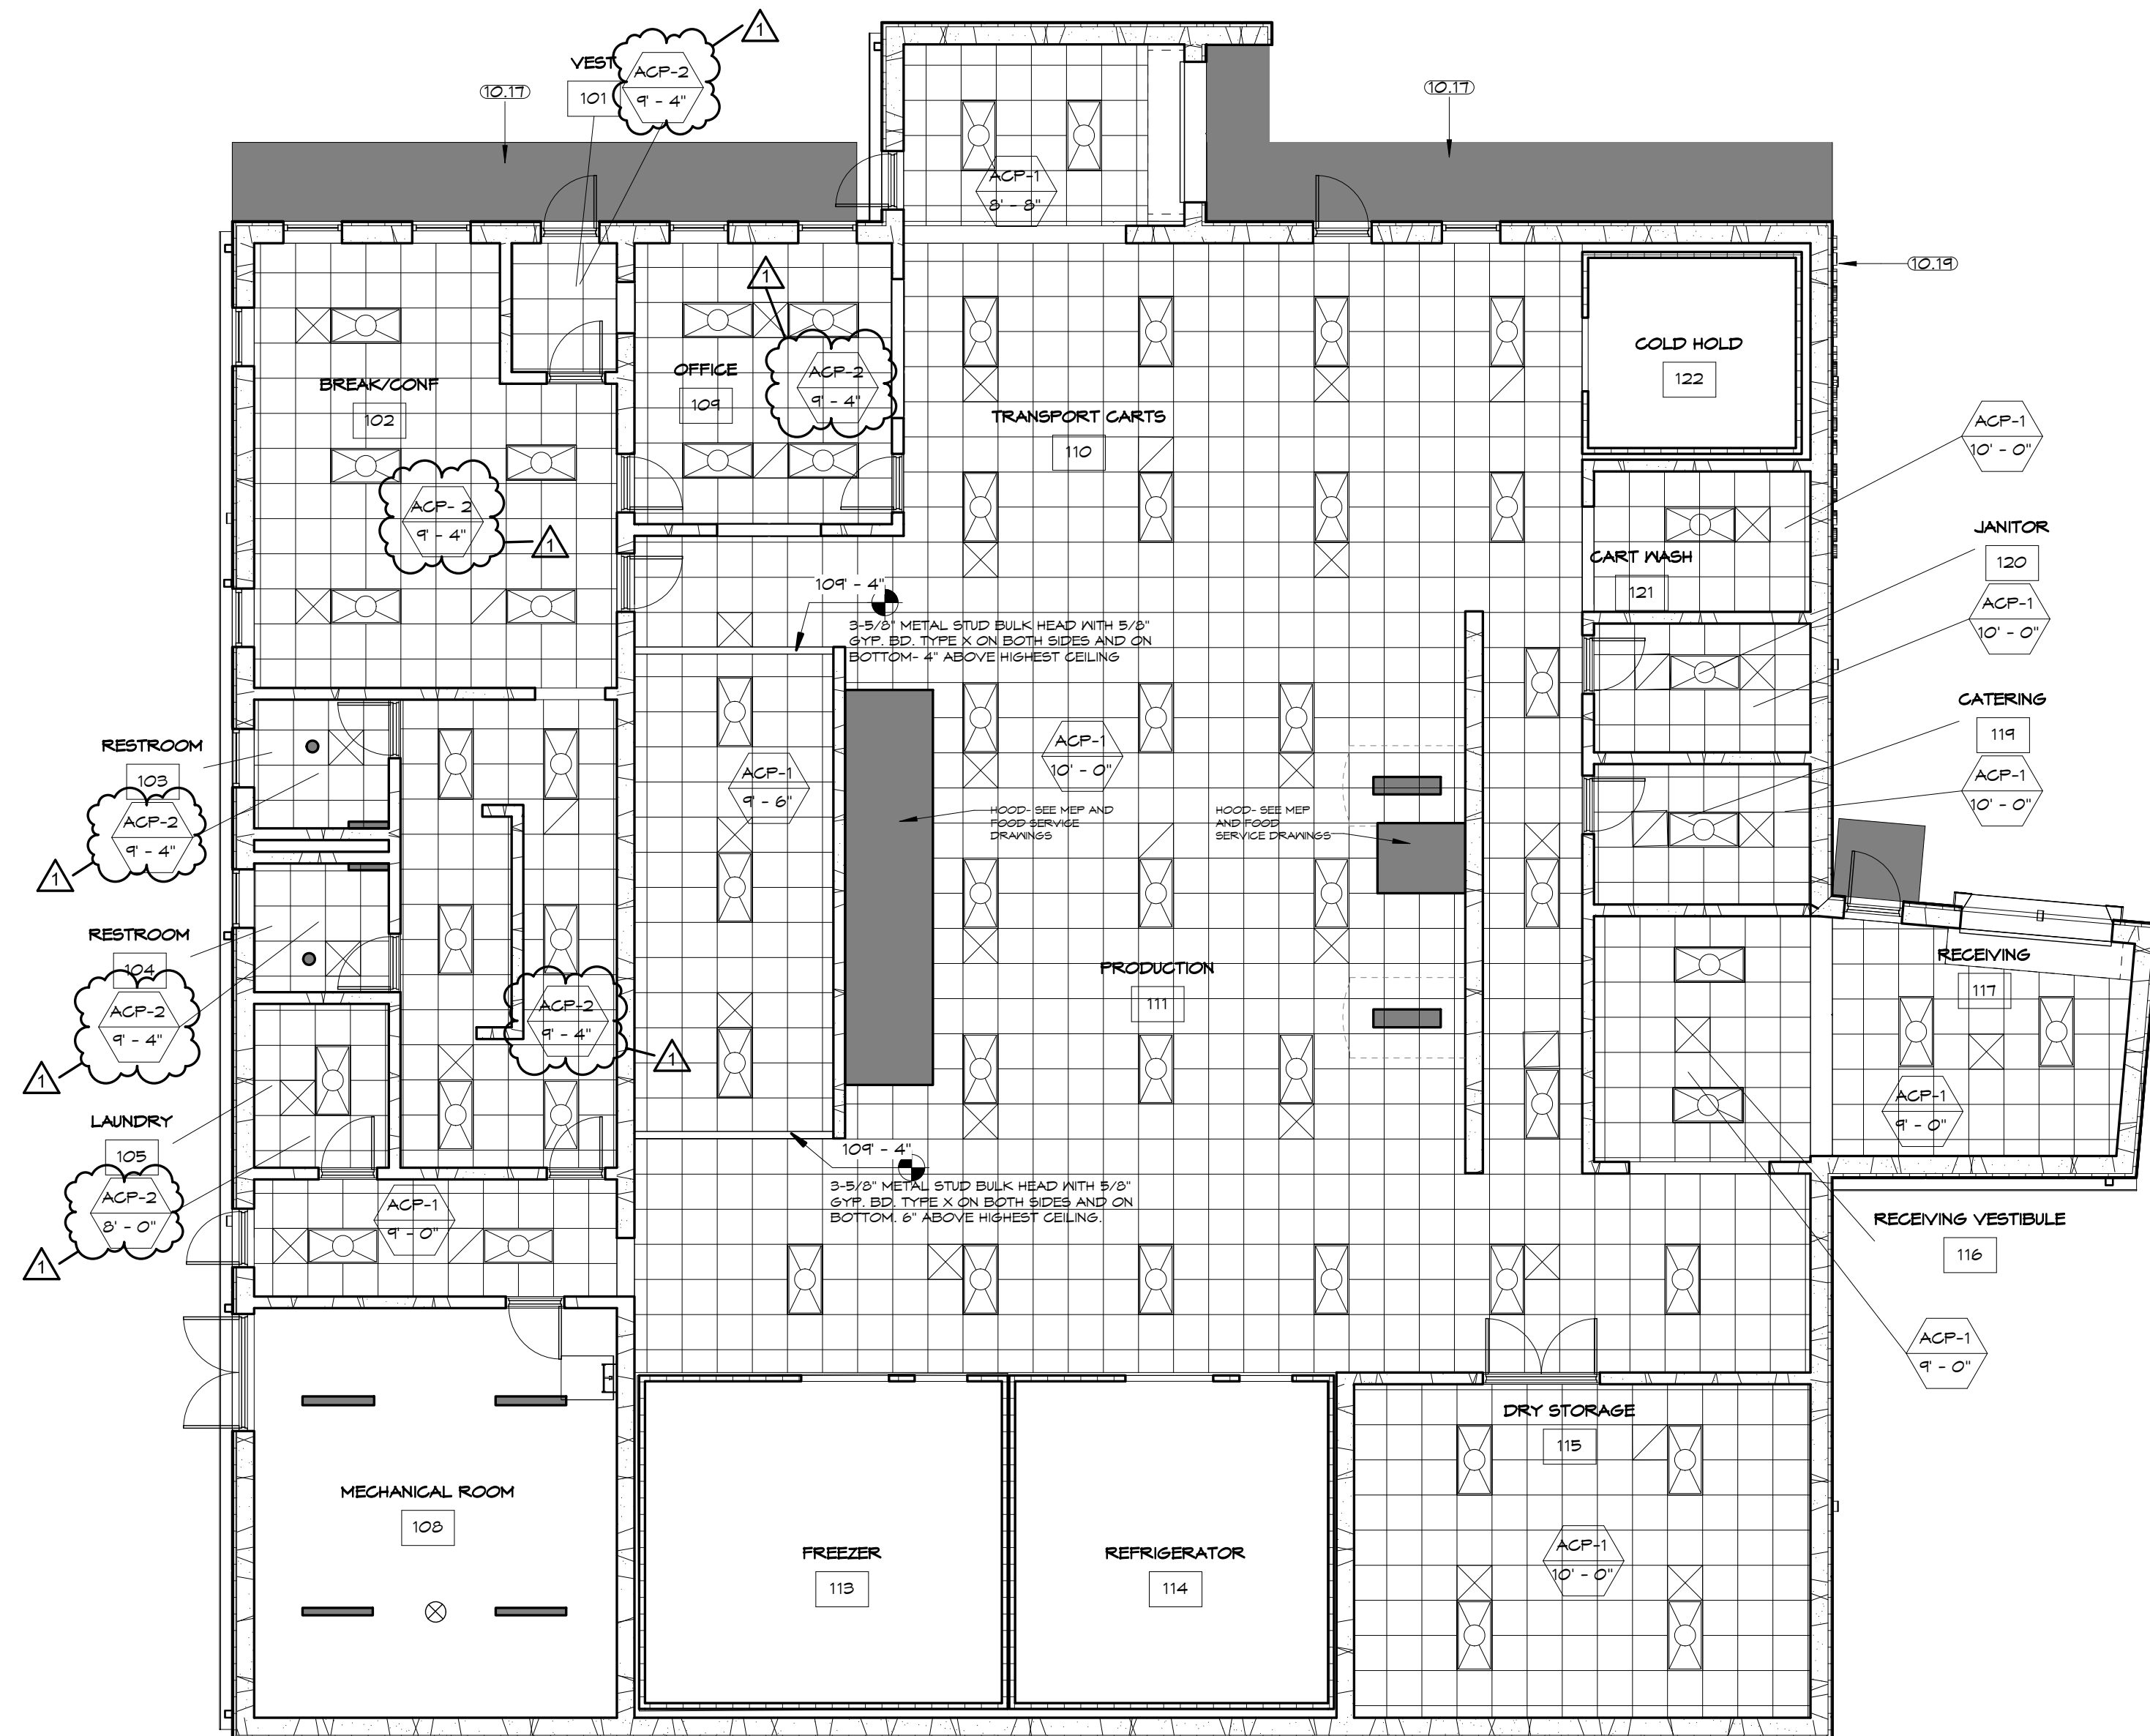 1
VEST
101
ACP-2
9' - 4"
10.17
10.17
ACP-1
8' - 8"
10.19
1
BREAK/CONF
102
OFFICE
109
ACP-2
9' - 4"
TRANSPORT CARTS
110
COLD HOLD
122
ACP-1
10' - 0"
ACP- 2
9' - 4"
1
CART WASH
121
JANITOR
120
ACP-1
10' - 0"
109' - 4"
3-5/8" METAL STUD BULK HEAD WITH 5/8"
GYP. BD. TYPE X ON BOTH SIDES AND ON
BOTTOM- 4" ABOVE HIGHEST CEILING
CATERING
119
ACP-1
10' - 0"
RESTROOM
103
ACP-2
9' - 4"
1
ACP-1
9' - 6"
ACP-1
10' - 0"
HOOD- SEE MEP AND
FOOD SERVICE
DRAWINGS
HOOD- SEE MEP
AND FOOD
SERVICE DRAWINGS
RESTROOM
104
ACP-2
9' - 4"
1
ACP-2
9' - 4"
1
PRODUCTION
111
RECEIVING
117
ACP-1
9' - 0"
LAUNDRY
105
ACP-2
8' - 0"
1
ACP-1
9' - 0"
109' - 4"
3-5/8" METAL STUD BULK HEAD WITH 5/8"
GYP. BD. TYPE X ON BOTH SIDES AND ON
BOTTOM. 6" ABOVE HIGHEST CEILING.
RECEIVING VESTIBULE
116
ACP-1
9' - 0"
MECHANICAL ROOM
108
FREEZER
113
REFRIGERATOR
114
DRY STORAGE
115
ACP-1
10' - 0"